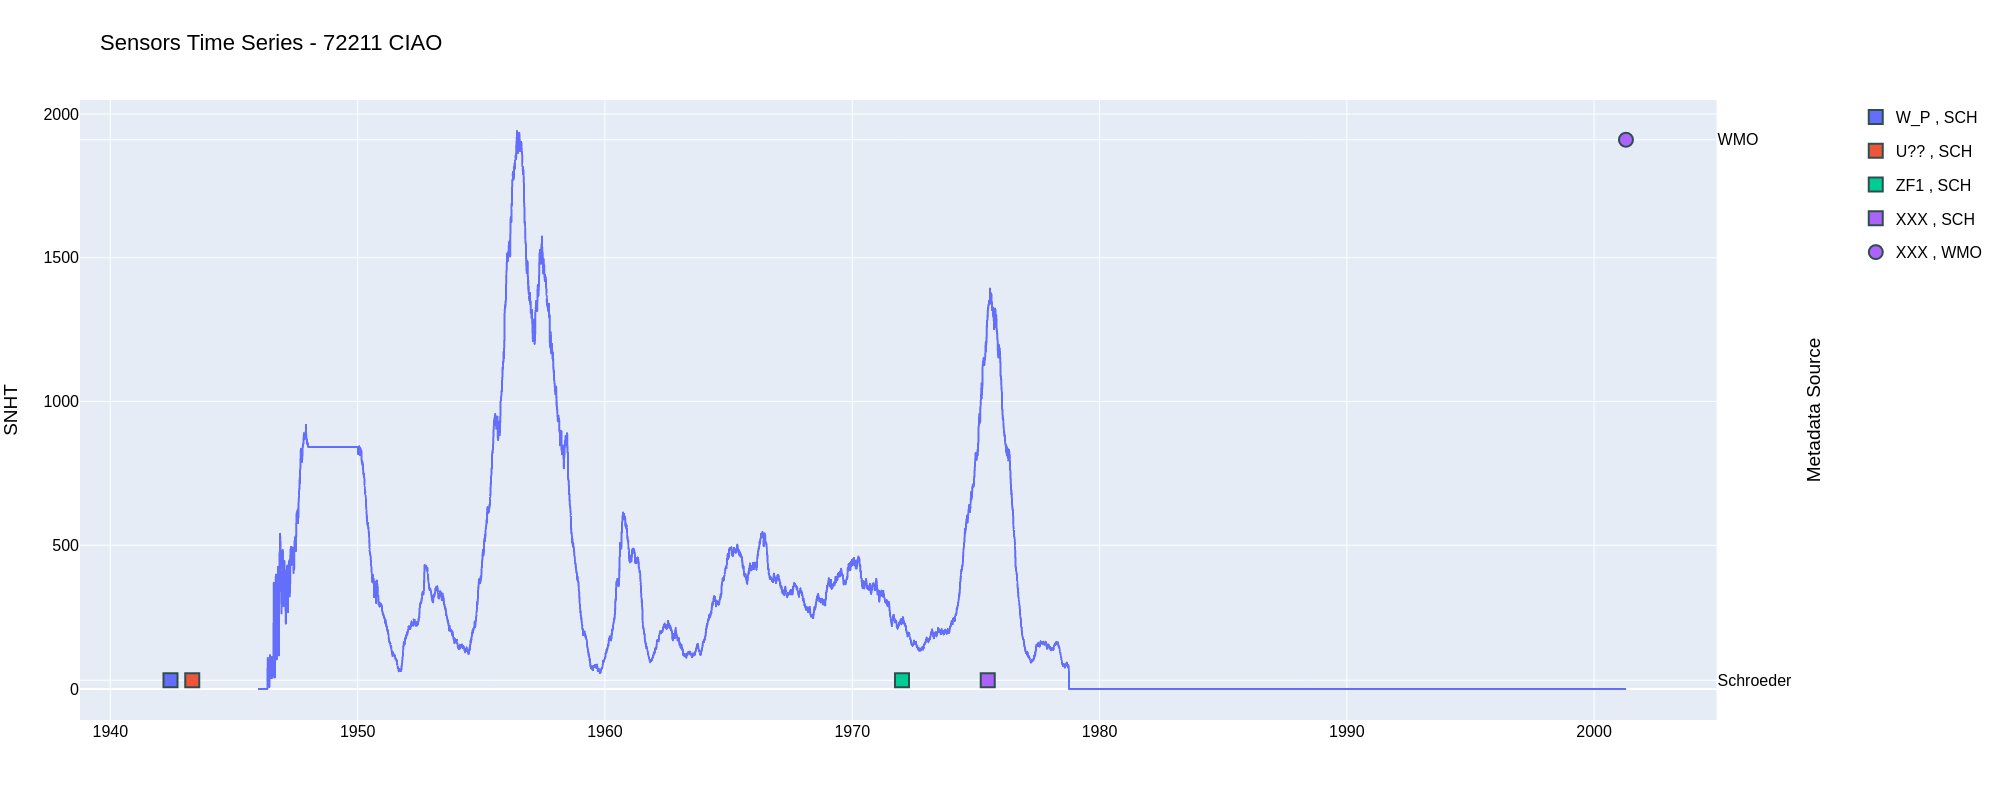 Sensors Time Series - 72211 CIAO
2000
1500
1000
500
0
SNHT
1940
1950
1960
1970
1980
1990
2000
WMO
Schroeder
Metadata Source
W_P , SCH
U?? , SCH
ZF1 , SCH
XXX , SCH
XXX , WMO